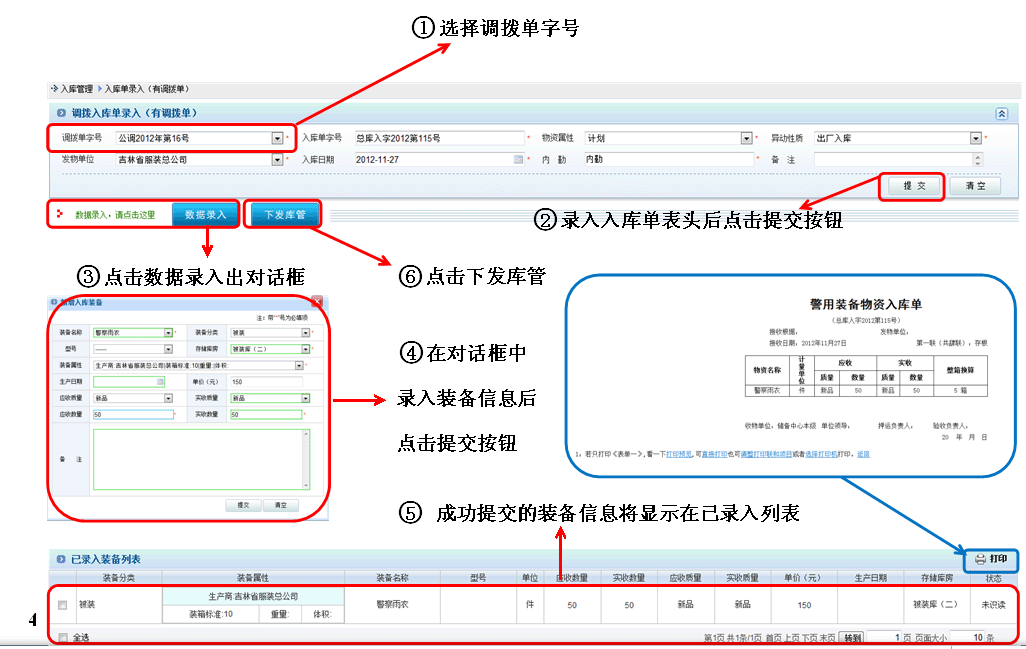 ①选择调拨单字号
入库管理 入库单录入（有调拨单）
调拨入库单录入（有调拨单）
调拨单字号 公调2012年第16号 * 入库单字号 总库入字2012第115号 * 物资属性 计划 * 异动性质 出厂入库 *
发物单位 吉林省服装总公司 * 入库日期 2012-11-27 * 内 勤 内勤 * 备 注
提 交 清 空
数据录入，请点击这里 数据录入 下发库管
②录入入库单表头后点击提交按钮
③点击数据录入出对话框
⑥点击下发库管
新增入库装备
注：带"*"号为必填项
装备名称 警察雨衣 * 装备分类 被装 *
型号 —— 存储库房 被装库（二） *
装备属性 生产商:吉林省服装总公司|装箱标准:10|重量:|体积: *
生产日期 单价（元） 150
应收质量 新品 实收质量 新品
应收数量 50 * 实收数量 50 *
备 注
提交 清空
④在对话框中
录入装备信息后
点击提交按钮
警用装备物资入库单
（总库入字2012第115号）
接收根据： 发物单位：
接收日期：2012年11月27日 第一联（共肆联），存根
物资名称 计量单位 应收 实收 整箱换算
质量 数量 质量 数量
警察雨衣 件 新品 50 新品 50 5 箱
收物单位：储备中心本级 单位领导： 押运负责人： 验收负责人：
20 年 月 日
1、若只打印《表单一》，看一下打印预览，可直接打印也可调整打印联和项目或者选择打印机打印。返回
⑤ 成功提交的装备信息将显示在已录入列表
已录入装备列表 打印
装备分类 装备属性 装备名称 型号 单位 应收数量 实收数量 应收质量 实收质量 单价（元） 生产日期 存储库房 状态
被装 生产商:吉林省服装总公司 警察雨衣 件 50 50 新品 新品 150 被装库（二） 未识读
装箱标准:10 重量: 体积:
4
全选 第1页 共1条/1页 首页 上页 下页 末页 转到 1 页 页面大小 10 条